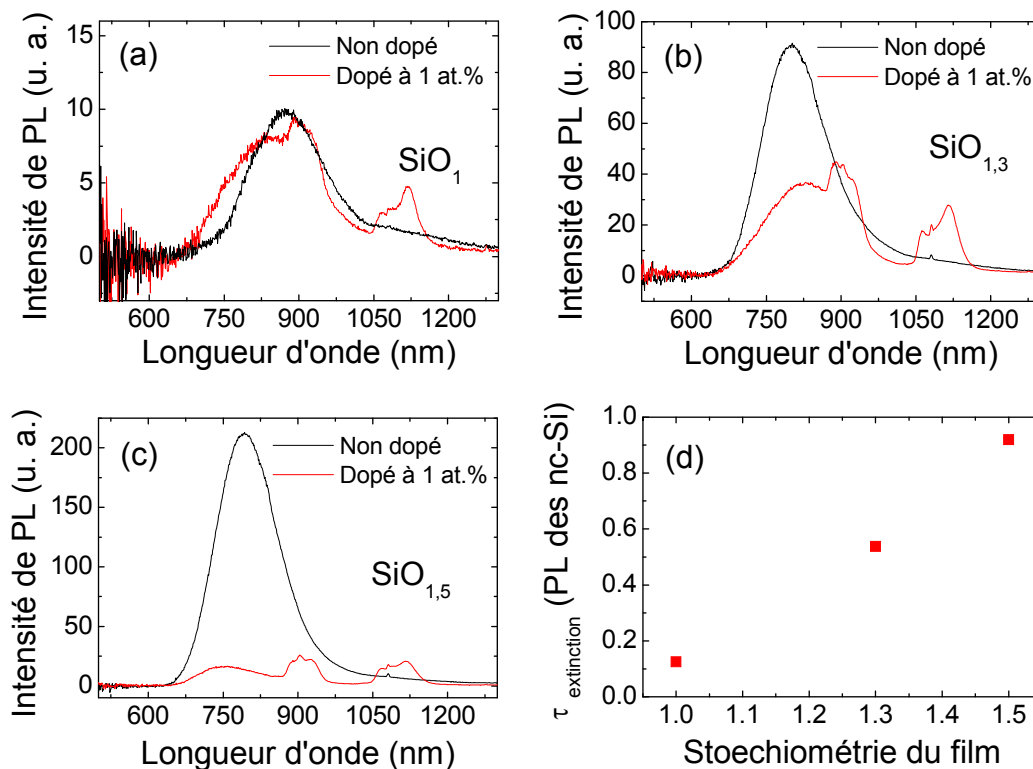 (a)
Non dopé
Dopé à 1 at.%
SiO1
Intensité de PL (u. a.)
15
10
5
0
600 750 900 1050 1200
Longueur d'onde (nm)
(b)
Non dopé
Dopé à 1 at.%
SiO1,3
Intensité de PL (u. a.)
100
80
60
40
20
0
600 750 900 1050 1200
Longueur d'onde (nm)
(c)
Non dopé
Dopé à 1 at.%
SiO1,5
Intensité de PL (u. a.)
200
150
100
50
0
600 750 900 1050 1200
Longueur d'onde (nm)
(d)
τ extinction (PL des nc-Si)
1.0
0.8
0.6
0.4
0.2
0.0
1.0 1.1 1.2 1.3 1.4 1.5
Stoechiométrie du film